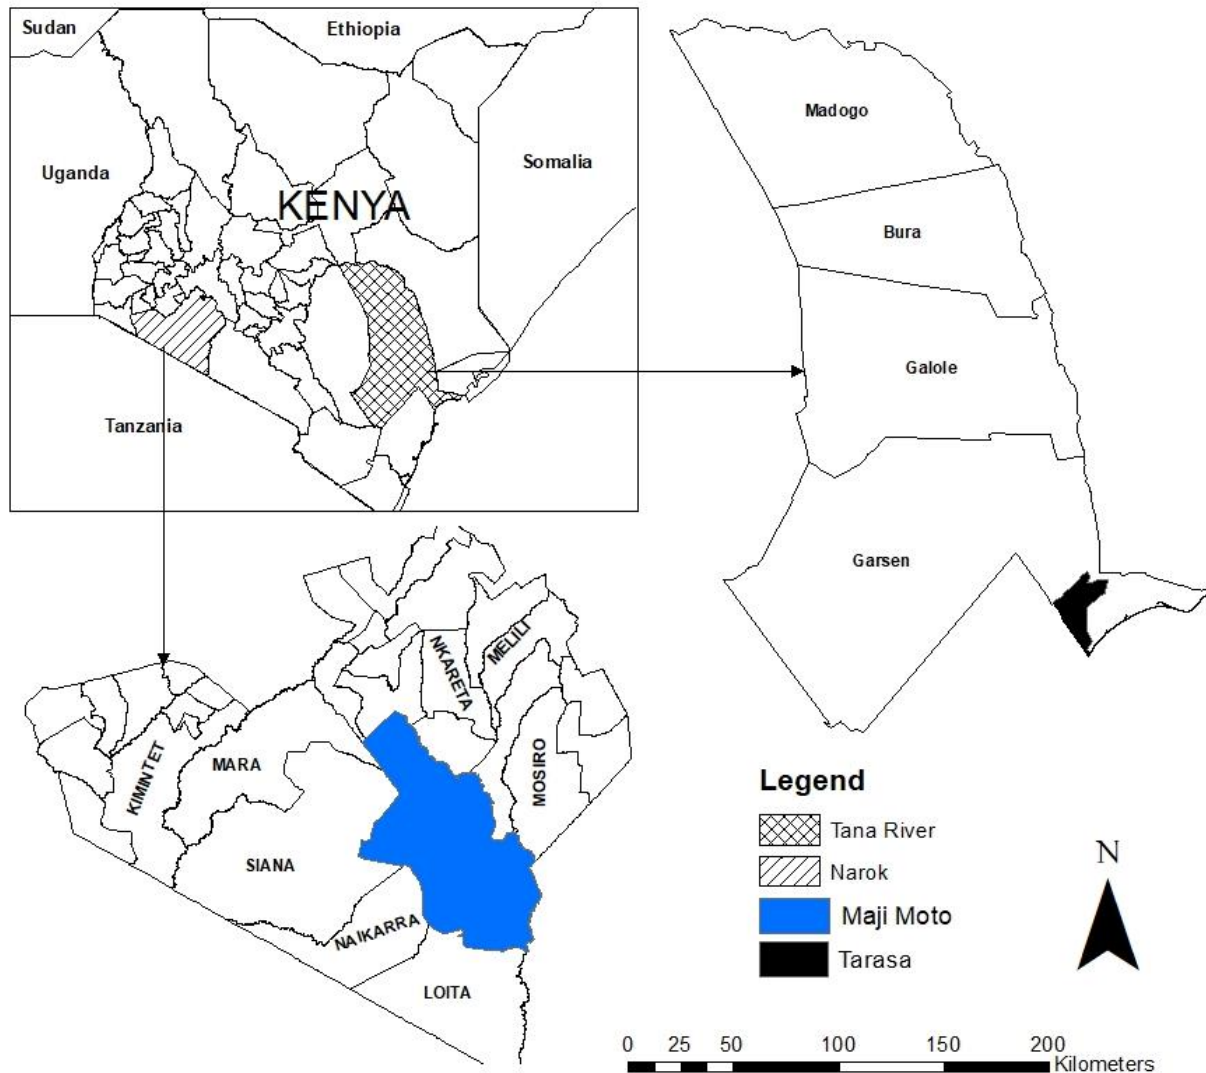 Sudan
Ethiopia
Uganda
Somalia
KENYA
Tanzania
Madogo
Bura
Galole
Garsen
NKARETA
MELILI
KIMINTET
MARA
MOSIRO
SIANA
NAIKARRA
LOITA
Legend
Tana River
Narok
Maji Moto
Tarasa
N
0 25 50 100 150 200
Kilometers